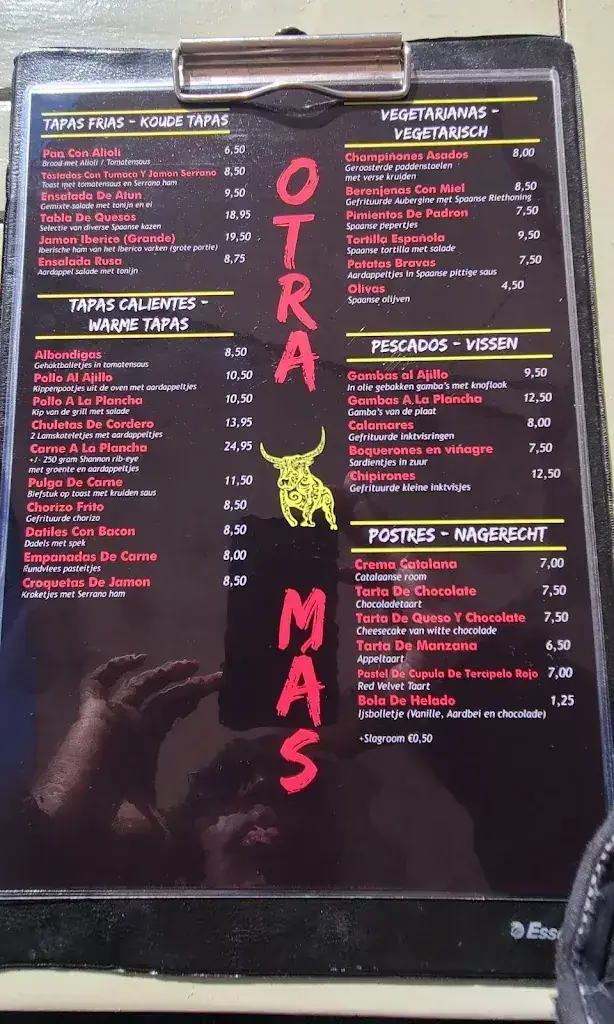 TAPAS FRIAS - KOUDE TAPAS
Pan Con Alioli 6,50
Brood met Alioli / Tomatensaus
Tostados Con Tumaca Y Jamon Serrano 8,50
Toast met tomatensaus en Serrano ham
Ensalada De Atun 9,50
Gemixte salade met tonijn en ei
Tabla De Quesos 18,95
Selectie van diverse Spaanse kazen
Jamon Iberico (Grande) 19,50
Iberische ham van het Iberico varken (grote portie)
Ensalada Rusa 8,75
Aardappel salade met tonijn
TAPAS CALIENTES -
WARME TAPAS
Albondigas 8,50
Gehaktballetjes in tomatensaus
Pollo Al Ajillo 10,50
Kippenpootjes uit de oven met aardappeltjes
Pollo A La Plancha 10,50
Kip van de grill met salade
Chuletas De Cordero 13,95
2 Lamskoteletjes met aardappeltjes
Carne A La Plancha 24,95
+/- 250 gram Shannon rib-eye
met groente en aardappeltjes
Pulga De Carne 11,50
Biefstuk op toast met kruiden saus
Chorizo Frito 8,50
Gefrituurde chorizo
Datiles Con Bacon 8,50
Dadels met spek
Empanadas De Carne 8,00
Rundvlees pasteitjes
Croquetas De Jamon 8,50
Kroketjes met Serrano ham
OTRA
MÁS
VEGETARIANAS -
VEGETARISCH
Champiñones Asados 8,00
Geroosterde paddenstoelen
met verse kruiden
Berenjenas Con Miel 8,50
Gefrituurde Aubergine met Spaanse Riethoning
Pimientos De Padron 7,50
Spaanse pepertjes
Tortilla Española 9,50
Spaanse tortilla met salade
Patatas Bravas 7,50
Aardappeltjes in Spaanse pittige saus
Olivas 4,50
Spaanse olijven
PESCADOS - VISSEN
Gambas al Ajillo 9,50
In olie gebakken gamba's met knoflook
Gambas A La Plancha 12,50
Gamba's van de plaat
Calamares 8,00
Gefrituurde inktvisringen
Boquerones en viñagre 7,50
Sardientjes in zuur
Chipirones 12,50
Gefrituurde kleine inktvisjes
POSTRES - NAGERECHT
Crema Catalana 7,00
Catalaanse room
Tarta De Chocolate 7,50
Chocoladetaart
Tarta De Queso Y Chocolate 7,50
Cheesecake van witte chocolade
Tarta De Manzana 6,50
Appeltaart
Pastel De Cupula De Tercipelo Rojo 7,00
Red Velvet Taart
Bola De Helado 1,25
Ijsbolletje (Vanille, Aardbei en chocolade)
+Slagroom €0,50